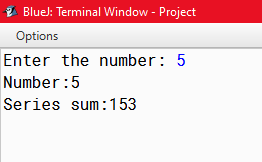 BlueJ: Terminal Window - Project
Options
Enter the number: 5
Number:5
Series sum:153